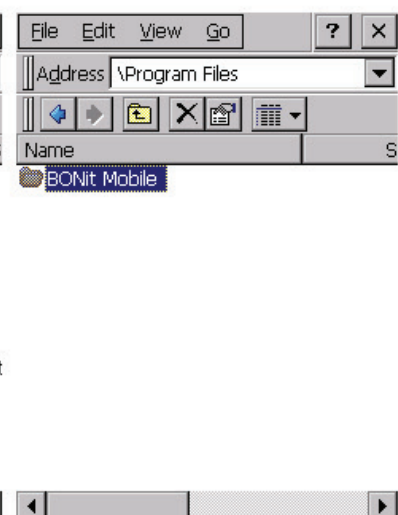 File Edit View Go ? ×
Address \Program Files
Name S
BONit Mobile
t